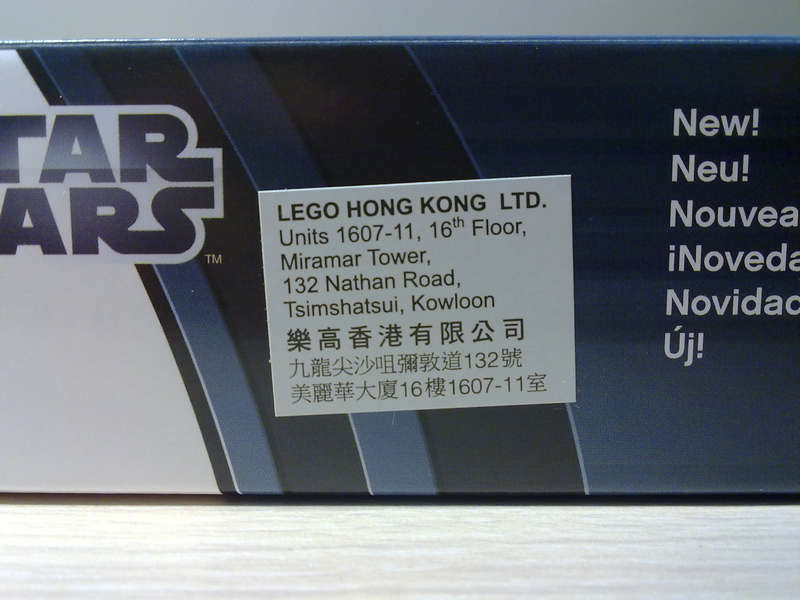 TAR
ARS
TM
LEGO HONG KONG LTD.
Units 1607-11, 16th Floor,
Miramar Tower,
132 Nathan Road,
Tsimshatsui, Kowloon
樂高香港有限公司
九龍尖沙咀彌敦道132號
美麗華大廈16樓1607-11室
New!
Neu!
Nouvea
¡Noveda
Novidac
Új!